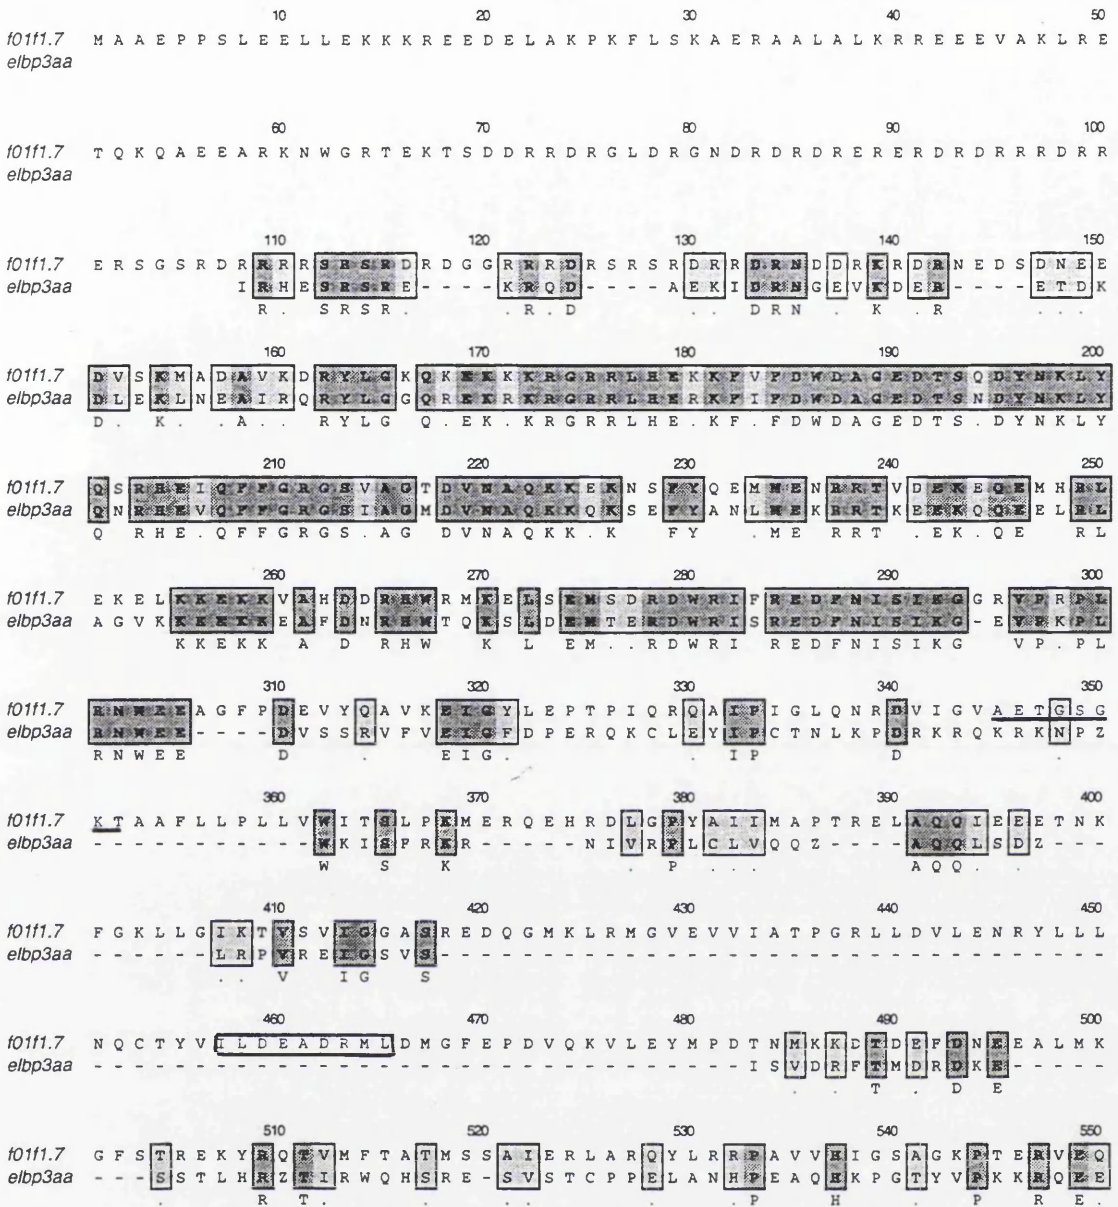 10 20 30 40 50
f01f1.7 M A A E P P S L E E L L E K K K R E E D E L A K P K F L S K A E R A A L A L K R R E E E V A K L R E
elbp3aa
60 70 80 90 100
f01f1.7 T Q K Q A E E A R K N W G R T E K T S D D R R D R G L D R G N D R D R D R E R E R D R D R R R D R R
elbp3aa
110 120 130 140 150
f01f1.7 E R S G S R D R R R R S R S R D R D G G R R R D R S R S R D R R D R N D D R K R D R N E D S D N E E
elbp3aa I R H E S R S R E - - - - K R Q D - - - - A E K I D R N G E V K D E R - - - - E T D K
R . S R S R . . R . D . . D R N . K . R . . .
160 170 180 190 200
f01f1.7 D V S K M A D A V K D R Y L G K Q K E K K K R G R R L H E K K F V F D W D A G E D T S Q D Y N K L Y
elbp3aa D L E K L N E A I R Q R Y L G G Q R E K R K R G R R L H E R K F I F D W D A G E D T S N D Y N K L Y
D . K . . A . . R Y L G Q . E K . K R G R R L H E . K F . F D W D A G E D T S . D Y N K L Y
210 220 230 240 250
f01f1.7 Q S R H E I Q F F G R G S V A G T D V N A Q K K E K N S F Y Q E M M E N R R T V D E K E Q E M H R L
elbp3aa Q N R H E V Q F F G R G S I A G M D V N A Q K K Q K S E F Y A N L M E K R R T K E E K Q Q E E L R L
Q R H E . Q F F G R G S . A G D V N A Q K K . K F Y . M E R R T . E K . Q E R L
260 270 280 290 300
f01f1.7 E K E L K K E K K V A H D D R H W R M K E L S E M S D R D W R I F R E D F N I S I K G G R V P R P L
elbp3aa A G V K K K E K K E A F D N R H W T Q K S L D E M T E R D W R I S R E D F N I S I K G - E V P K P L
K K E K K A D R H W K L E M . . R D W R I R E D F N I S I K G V P . P L
310 320 330 340 350
f01f1.7 R N W E E A G F P D E V Y Q A V K E I G Y L E P T P I Q R Q A I P I G L Q N R D V I G V A E T G S G
elbp3aa R N W E E - - - - D V S S R V F V E I G F D P E R Q K C L E Y I P C T N L K P D R K R Q K R K N P Z
R N W E E D . E I G . . I P D .
360 370 380 390 400
f01f1.7 K T A A F L L P L L V W I T S L P K M E R Q E H R D L G P Y A I I M A P T R E L A Q Q I E E E T N K
elbp3aa - - - - - - - - - - - W K I S F R K R - - - - - N I V R P L C L V Q Q Z - - - - A Q Q L S D Z - - -
W S K . P . . . A Q Q . .
410 420 430 440 450
f01f1.7 F G K L L G I K T V S V I G G A S R E D Q G M K L R M G V E V V I A T P G R L L D V L E N R Y L L L
elbp3aa - - - - - - L R P V R E I G S V S - - - - - - - - - - - - - - - - - - - - - - - - - - - - - - - - -
. . V I G S
460 470 480 490 500
f01f1.7 N Q C T Y V I L D E A D R M L D M G F E P D V Q K V L E Y M P D T N M K K D T D E F D N E E A L M K
elbp3aa - - - - - - - - - - - - - - - - - - - - - - - - - - - - - - - - I S V D R F T M D R D K E - - - - -
. . T . D E
510 520 530 540 550
f01f1.7 G F S T R E K Y R Q T V M F T A T M S S A I E R L A R Q Y L R R P A V V H I G S A G K P T E R V E Q
elbp3aa - - - S S T L H R Z T I R W Q H S R E - S V S T C P P E L A N H P E A Q H K P G T Y V P K K R Q E E
. R T . . . . . P H . P R E .